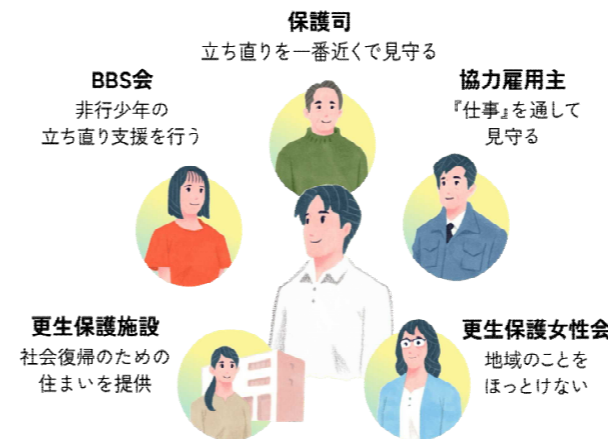 保護司
立ち直りを一番近くで見守る
BBS会
非行少年の
立ち直り支援を行う
協力雇用主
『仕事』を通して
見守る
更生保護施設
社会復帰のための
住まいを提供
更生保護女性会
地域のことを
ほっとけない